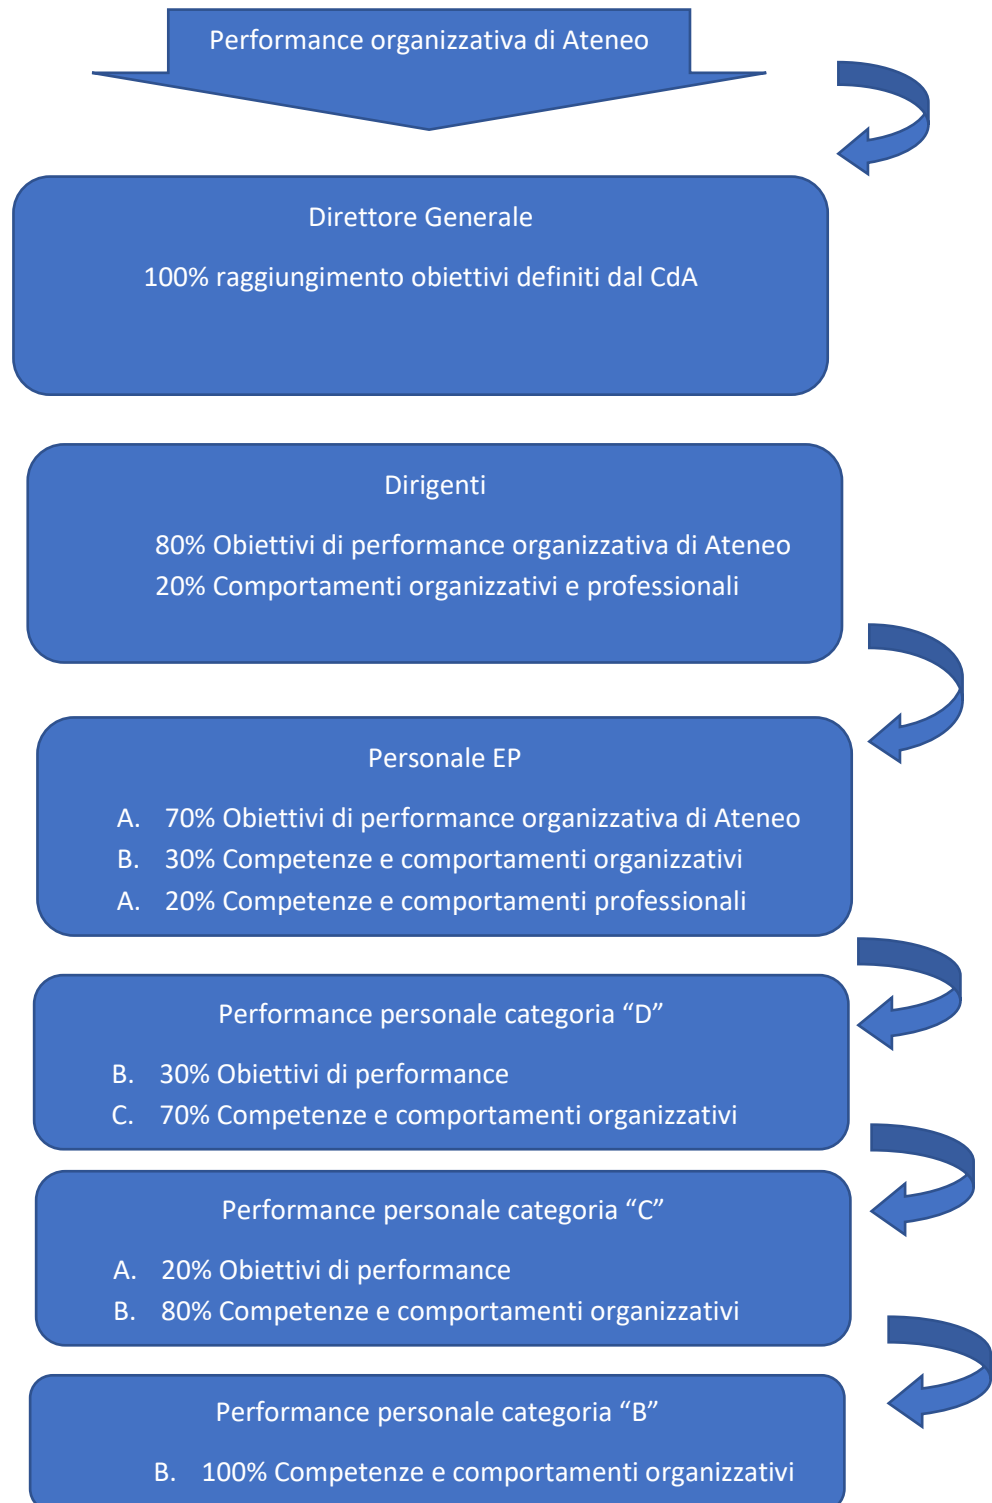 Performance organizzativa di Ateneo
Direttore Generale
100% raggiungimento obiettivi definiti dal CdA
Dirigenti
80% Obiettivi di performance organizzativa di Ateneo
20% Comportamenti organizzativi e professionali
Personale EP
A. 70% Obiettivi di performance organizzativa di Ateneo
B. 30% Competenze e comportamenti organizzativi
A. 20% Competenze e comportamenti professionali
Performance personale categoria “D”
B. 30% Obiettivi di performance
C. 70% Competenze e comportamenti organizzativi
Performance personale categoria “C”
A. 20% Obiettivi di performance
B. 80% Competenze e comportamenti organizzativi
Performance personale categoria “B”
B. 100% Competenze e comportamenti organizzativi